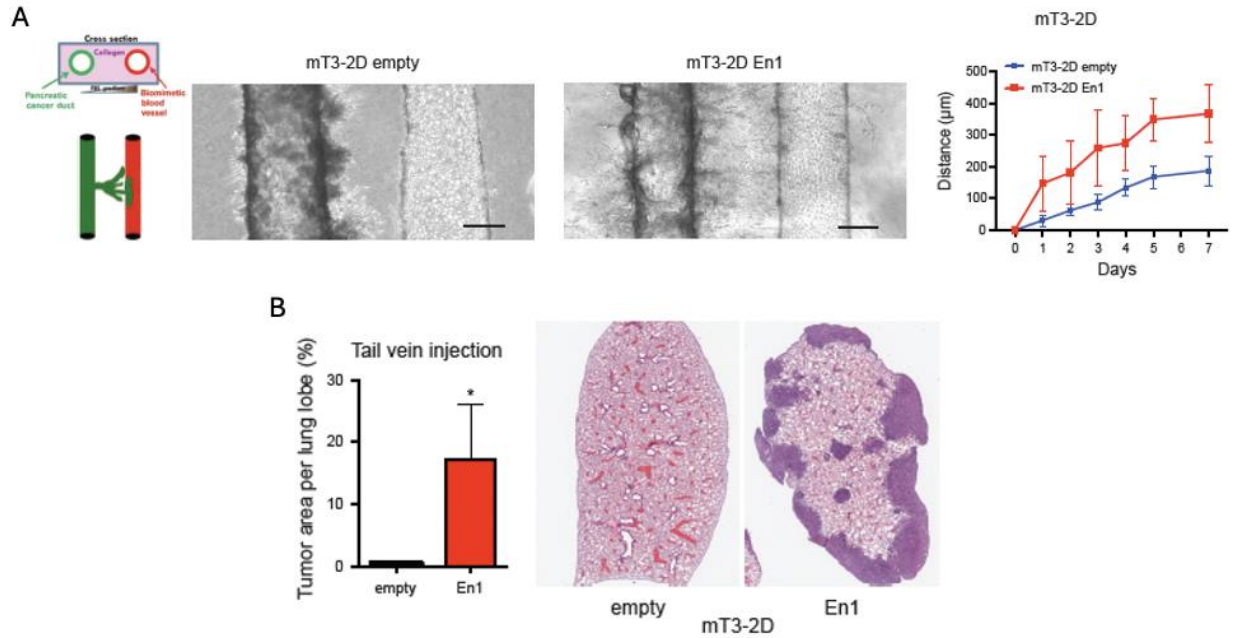 A
Cross section
Collagen
Pancreatic
cancer duct
Biomimetic
blood
vessel
mT3-2D empty
mT3-2D En1
mT3-2D
mT3-2D empty
mT3-2D En1
Distance (µm)
500
400
300
200
100
0
0 1 2 3 4 5 6 7
Days
B
Tail vein injection
Tumor area per lung lobe (%)
30
*
20
10
0
empty En1
empty En1
mT3-2D